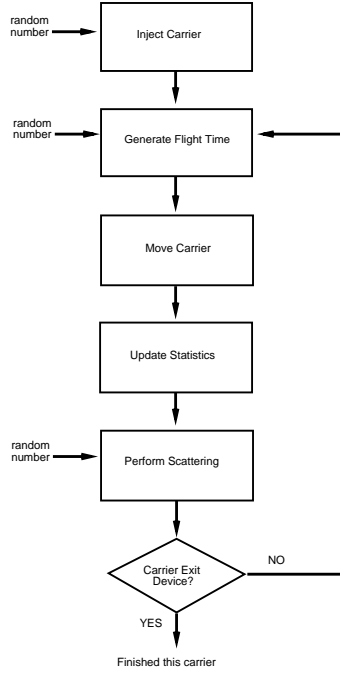 random
number
Inject Carrier
random
number
Generate Flight Time
Move Carrier
Update Statistics
random
number
Perform Scattering
Carrier Exit
Device?
NO
YES
Finished this carrier